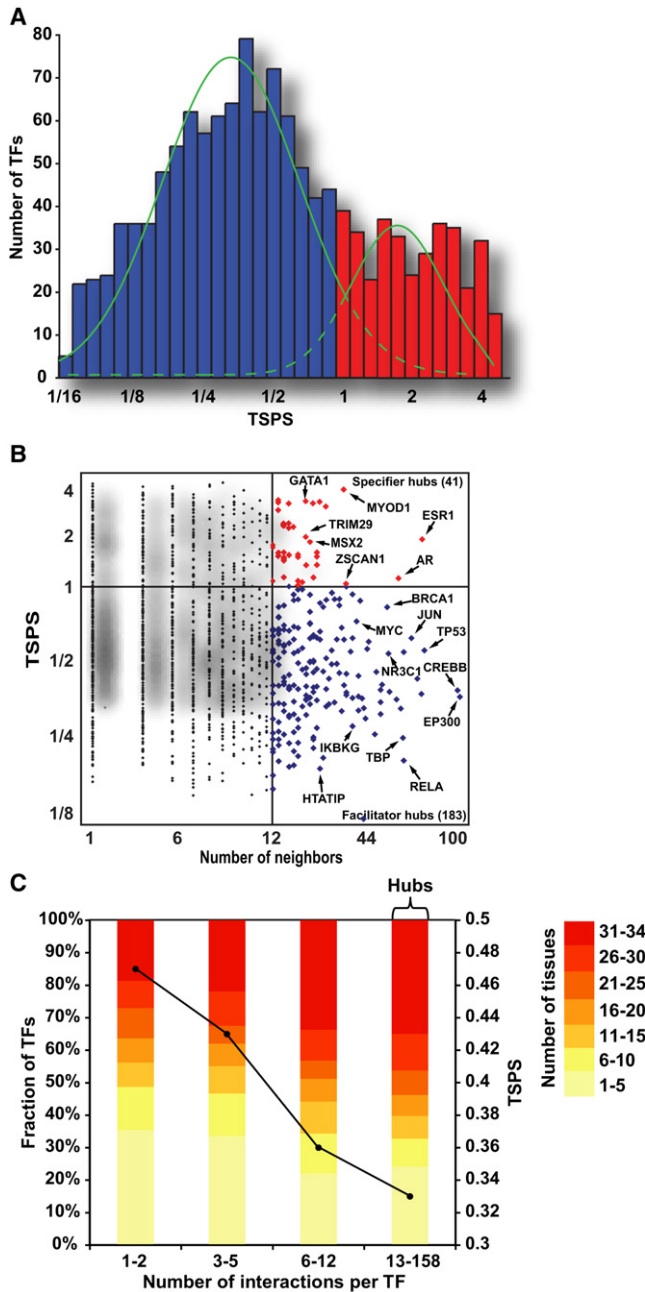 A
Number of TFs
80
70
60
50
40
30
20
10
0
1/16 1/8 1/4 1/2 1 2 4
TSPS
B
TSPS
4
2
1
1/2
1/4
1/8
GATA1
Specifier hubs (41)
MYOD1
ESR1
TRIM29
MSX2
ZSCAN1
AR
BRCA1
JUN
MYC
TP53
NR3C1
CREBB
EP300
IKBKG
TBP
RELA
HTATIP
Facilitator hubs (183)
1 6 12 44 100
Number of neighbors
C
Hubs
Fraction of TFs
100%
90%
80%
70%
60%
50%
40%
30%
20%
10%
0%
0.5
0.48
0.46
0.44
0.42
0.4
0.38
0.36
0.34
0.32
0.3
TSPS
1-2 3-5 6-12 13-158
Number of interactions per TF
Number of tissues
31-34
26-30
21-25
16-20
11-15
6-10
1-5